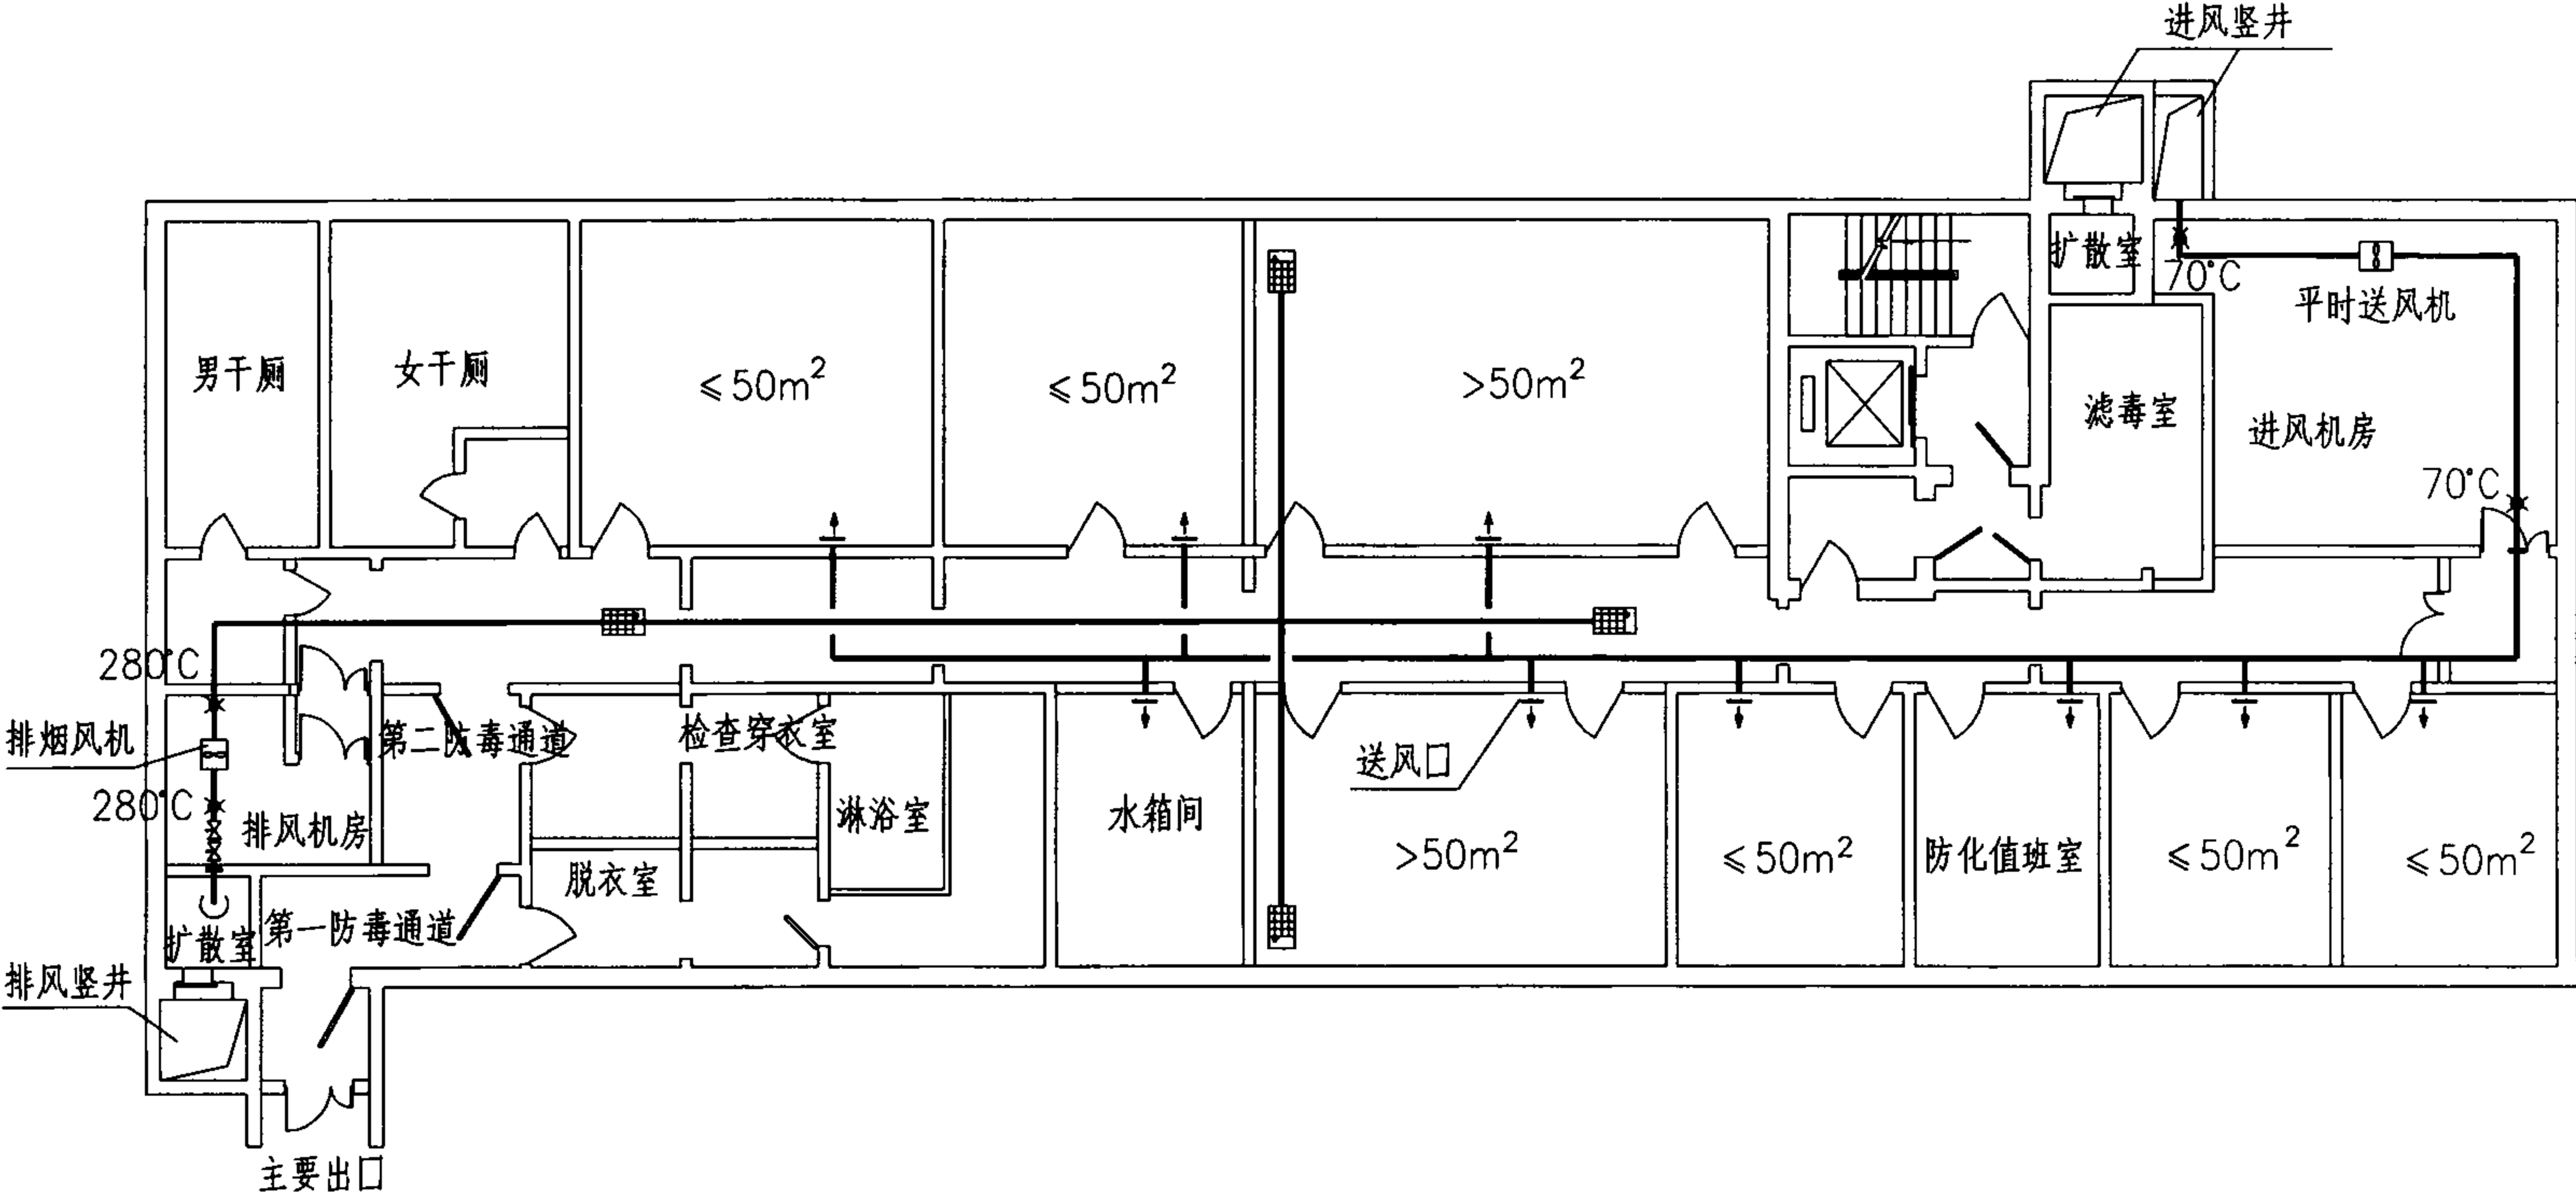 进风竖井
扩散室
70°C
平时送风机
男干厕
女干厕
≤50m²
≤50m²
>50m²
滤毒室
进风机房
70°C
280°C
排烟风机
第二防毒通道
检查穿衣室
送风口
280°C
排风机房
淋浴室
水箱间
>50m²
≤50m²
防化值班室
≤50m²
≤50m²
脱衣室
第一防毒通道
扩散室
排风竖井
主要出口